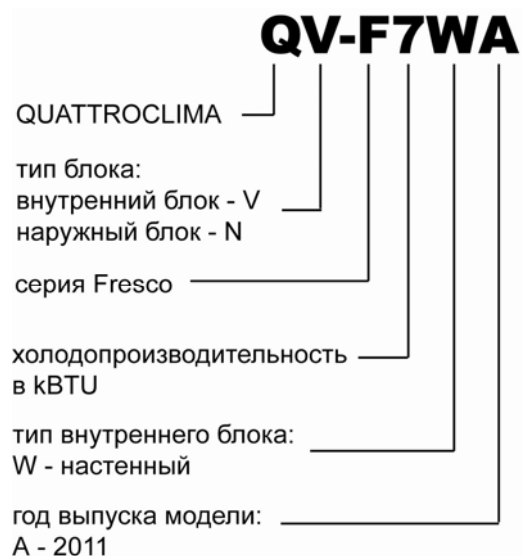 QV-F7WA
QUATTROCLIMA
тип блока:
внутренний блок - V
наружный блок - N
серия Fresco
холодопроизводительность
в kBTU
тип внутреннего блока:
W - настенный
год выпуска модели:
A - 2011